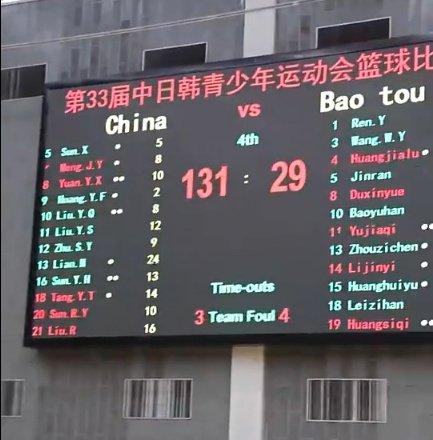 第33届中日韩青少年运动会篮球比
China vs Bao tou
4th
131 : 29
5 Sun.X 5
Meng.J.Y 8
8 Yuan.Y.X 10
9 Huang.Y.F 2
10 Liu.Y.Q 8
11 Liu.Y.S 12
12 Zhu.S.Y 9
13 Lian.M 24
16 Sun.Y.H 13
18 Tang.Y.T 14
20 Sun.R.Y 10
21 Liu.R 16
1 Ren.Y
3 Wang.W.Y
4 Huangjialu
5 Jinran
8 Duxinyue
10 Baoyuhan
11 Yujiaqi
13 Zhouzichen
14 Lijinyi
15 Huanghuiyu
18 Leizihan
19 Huangsiqi
Time-outs
3 Team Foul 4